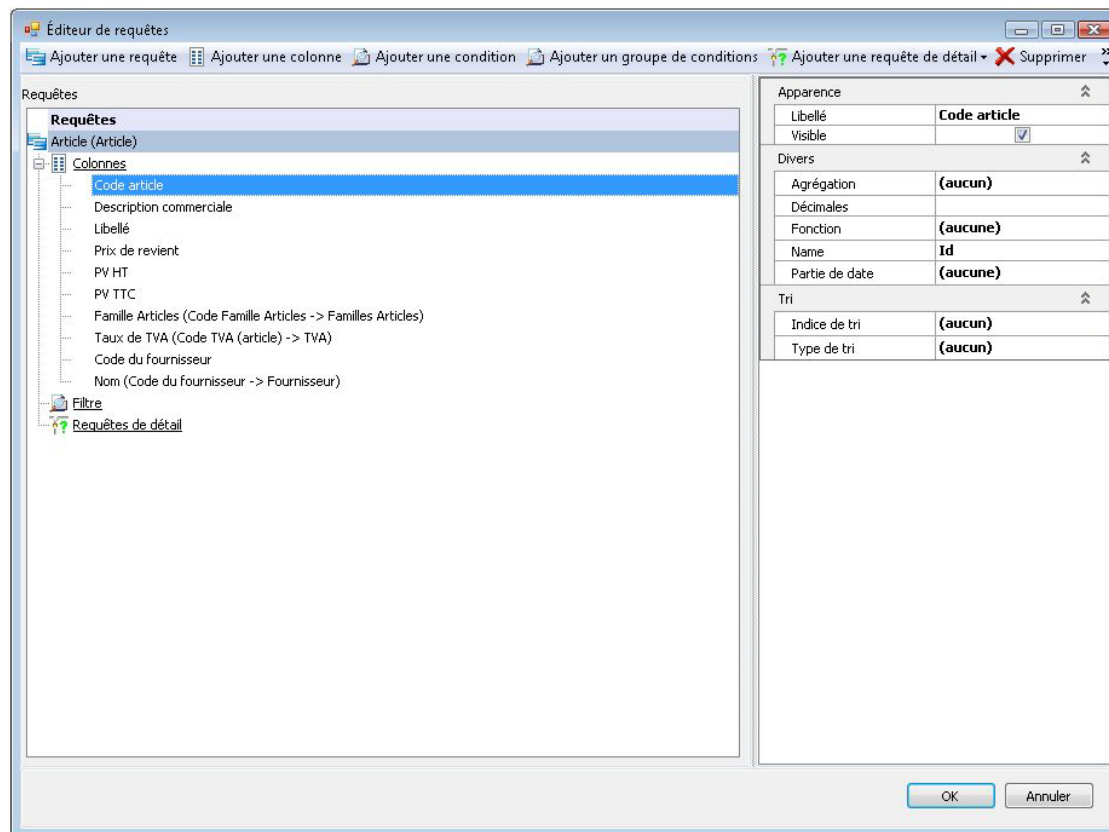 Éditeur de requêtes
Ajouter une requête Ajouter une colonne Ajouter une condition Ajouter un groupe de conditions Ajouter une requête de détail Supprimer
Requêtes
Requêtes
Article (Article)
Colonnes
Code article
Description commerciale
Libellé
Prix de revient
PV HT
PV TTC
Famille Articles (Code Famille Articles -> Familles Articles)
Taux de TVA (Code TVA (article) -> TVA)
Code du fournisseur
Nom (Code du fournisseur -> Fournisseur)
Filtre
Requêtes de détail
Apparence
Libellé Code article
Visible
Divers
Agrégation (aucun)
Décimales
Fonction (aucune)
Name Id
Partie de date (aucune)
Tri
Indice de tri (aucun)
Type de tri (aucun)
OK Annuler